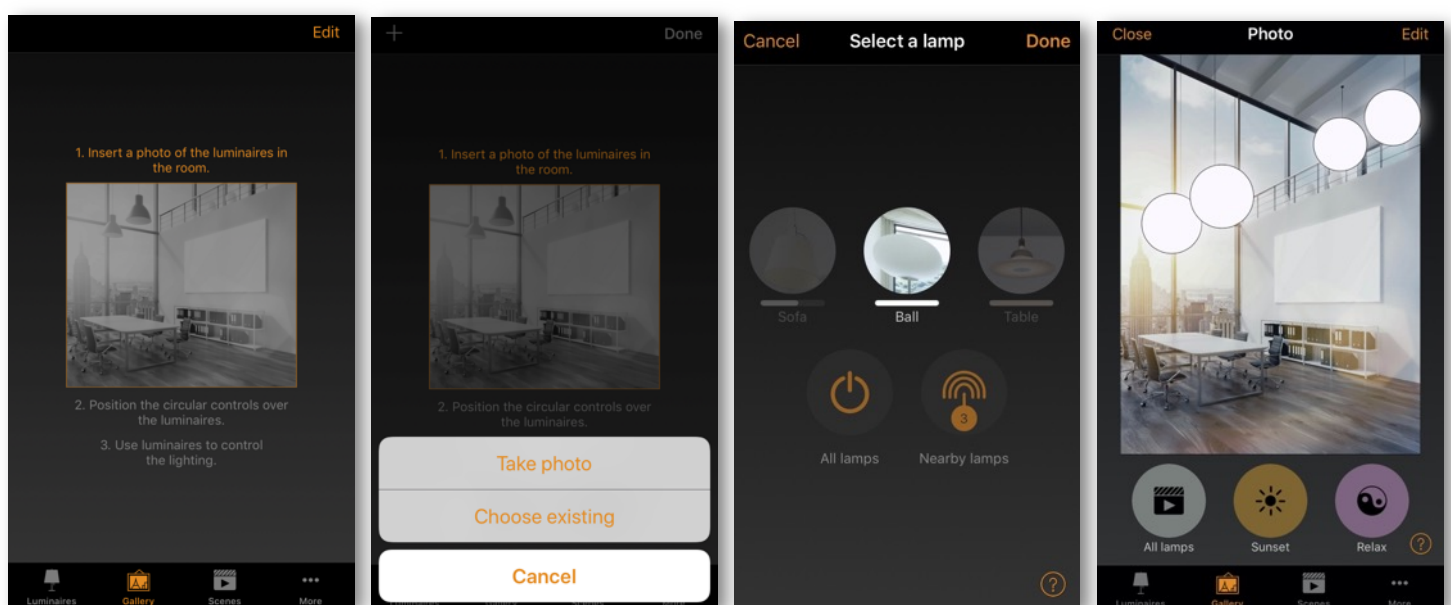 Edit
1. Insert a photo of the luminaires in
the room.
2. Position the circular controls over
the luminaires.
3. Use luminaires to control
the lighting.
Luminaires
Gallery
Scenes
More
+
Done
1. Insert a photo of the luminaires in
the room.
2. Position the circular controls over
the luminaires.
Take photo
Choose existing
Cancel
Cancel
Select a lamp
Done
Sofa
Ball
Table
3
All lamps
Nearby lamps
?
Close
Photo
Edit
All lamps
Sunset
Relax
?
Luminaires
Gallery
Scenes
More